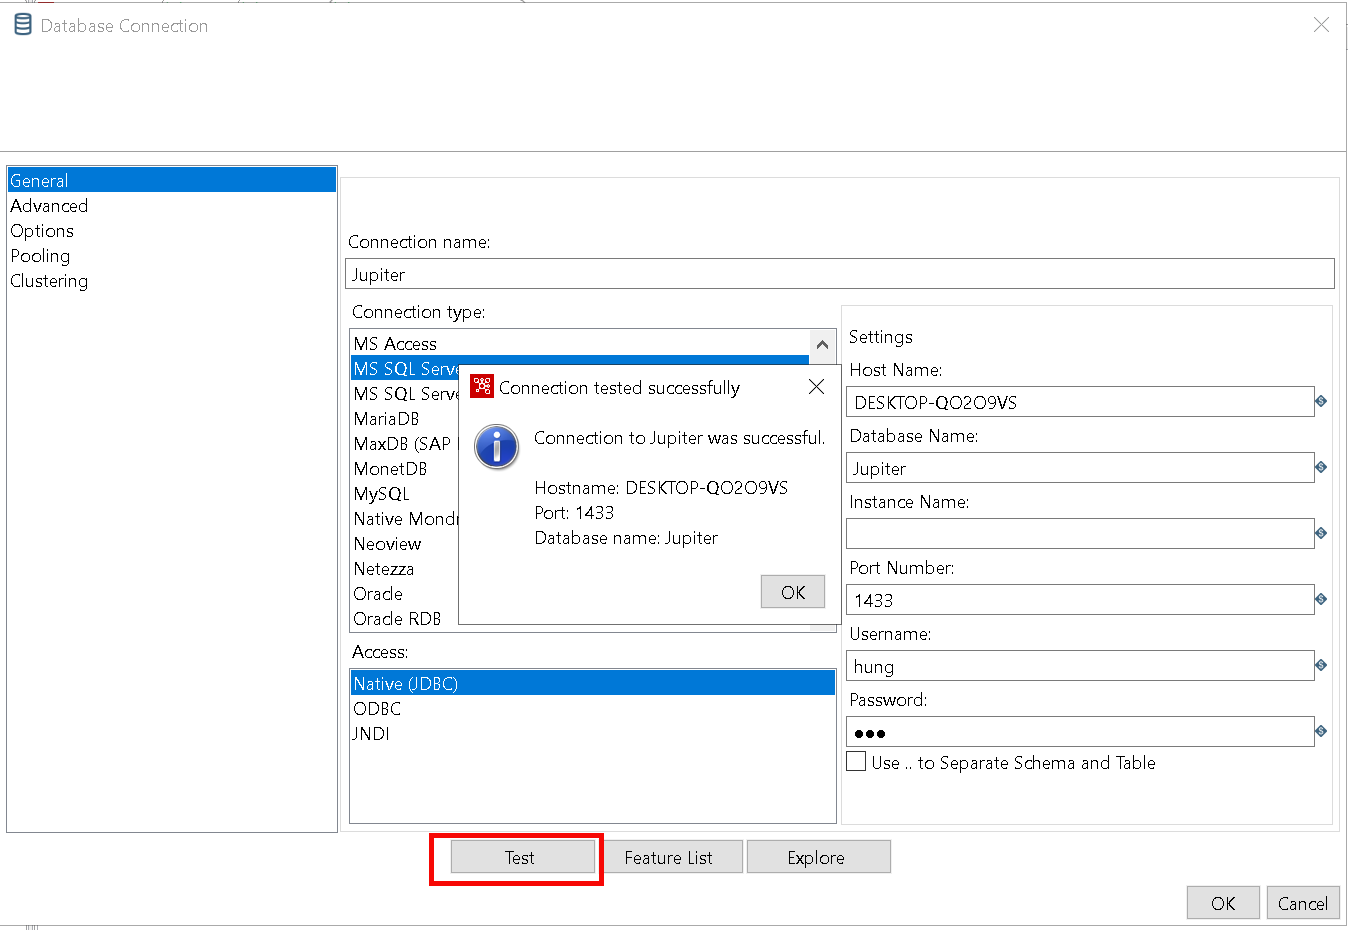 Database Connection
General
Advanced
Options
Pooling
Clustering
Connection name:
Jupiter
Connection type:
MS Access
MS SQL Serve
MS SQL Serve
MariaDB
MaxDB (SAP
MonetDB
MySQL
Native Mond
Neoview
Netezza
Oracle
Oracle RDB
Access:
Native (JDBC)
ODBC
JNDI
Connection tested successfully
Connection to Jupiter was successful.
Hostname: DESKTOP-QO2O9VS
Port: 1433
Database name: Jupiter
OK
Settings
Host Name:
DESKTOP-QO2O9VS
Database Name:
Jupiter
Instance Name:
Port Number:
1433
Username:
hung
Password:
●●●
Use .. to Separate Schema and Table
Test
Feature List
Explore
OK
Cancel